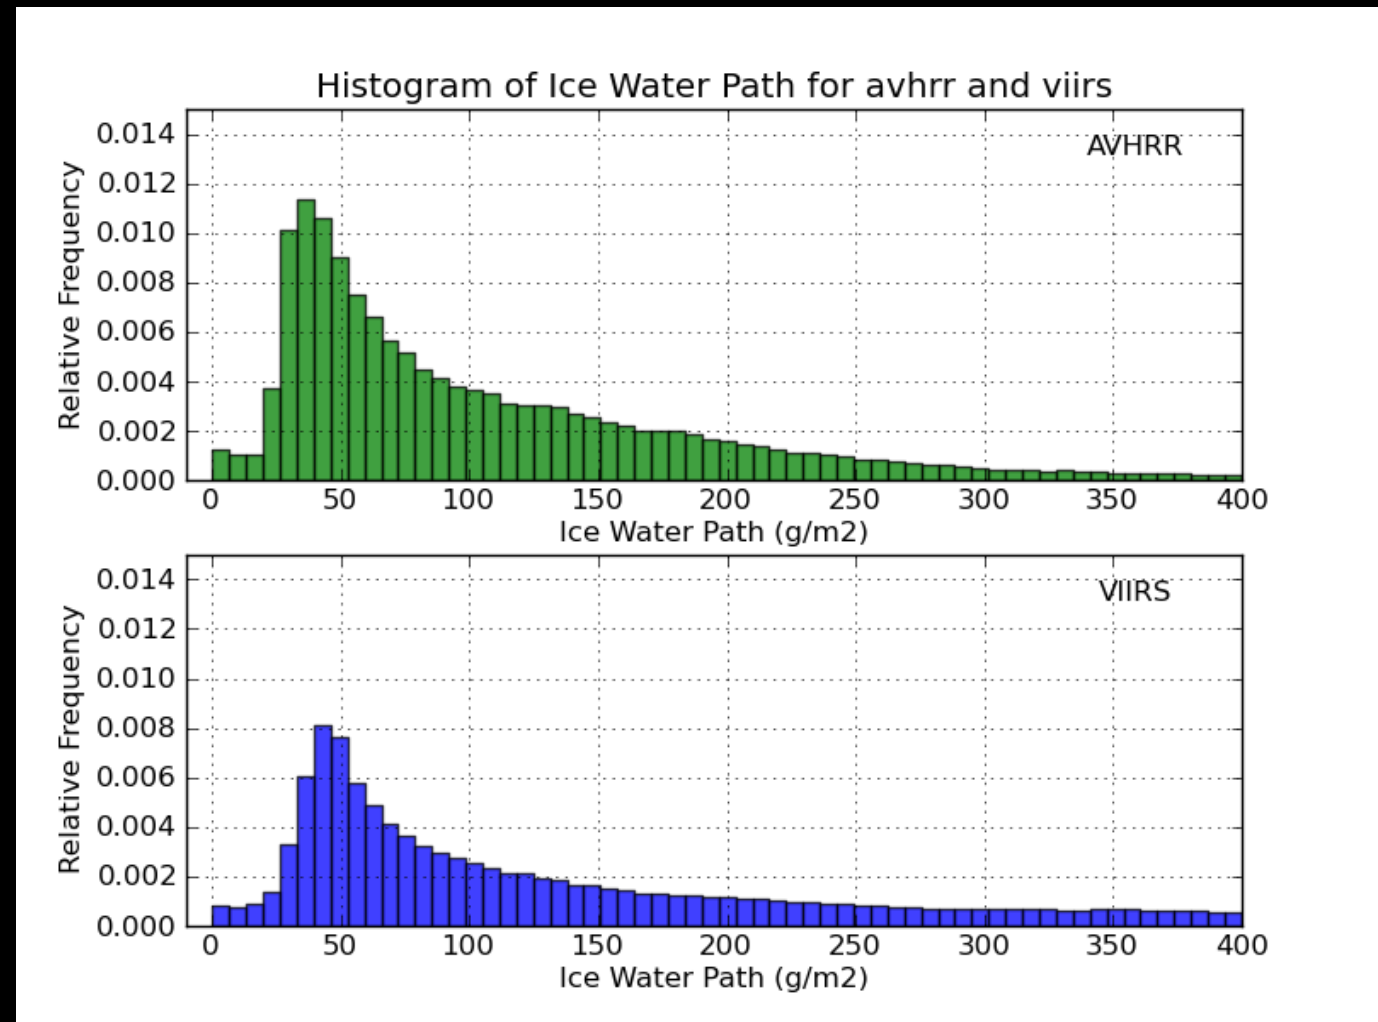 Histogram of Ice Water Path for avhrr and viirs
AVHRR
Relative Frequency
0.014
0.012
0.010
0.008
0.006
0.004
0.002
0.000
0 50 100 150 200 250 300 350 400
Ice Water Path (g/m2)
VIIRS
Relative Frequency
0.014
0.012
0.010
0.008
0.006
0.004
0.002
0.000
0 50 100 150 200 250 300 350 400
Ice Water Path (g/m2)